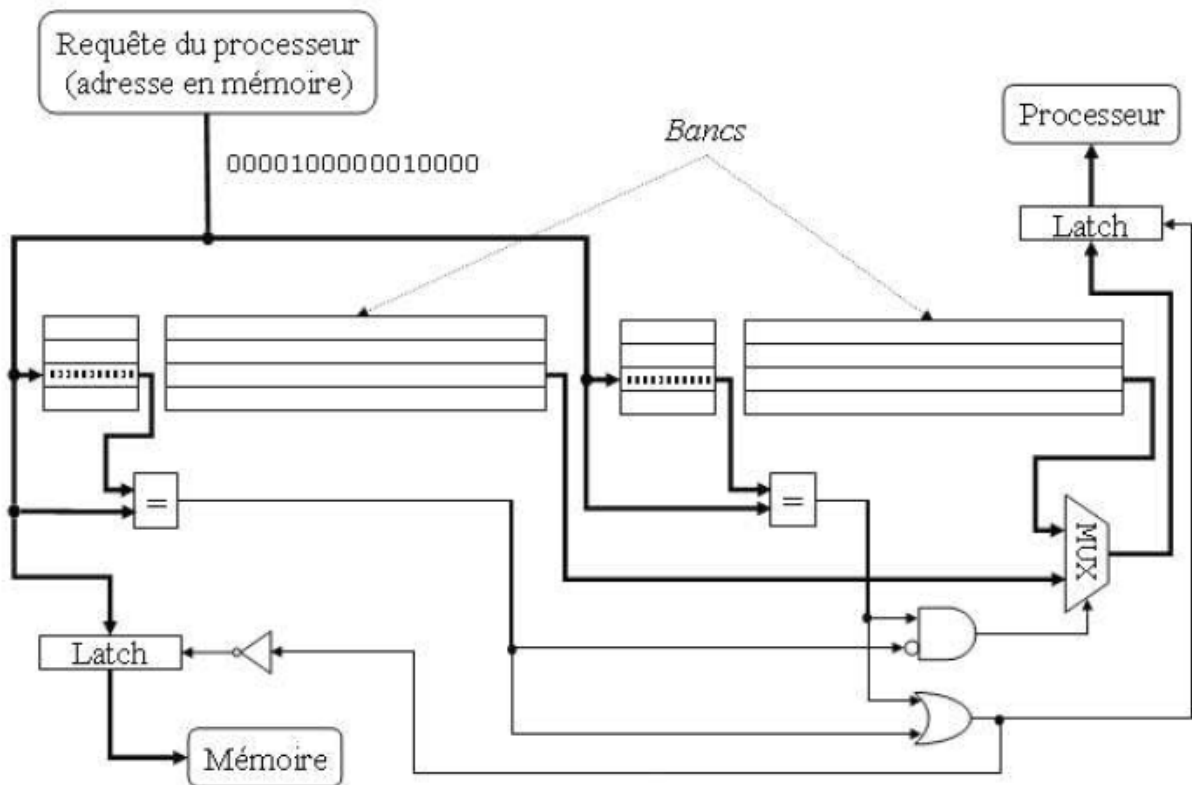 Requête du processeur
(adresse en mémoire)
Processeur
Bancs
0000100000010000
Latch
=
=
MUX
Latch
Mémoire